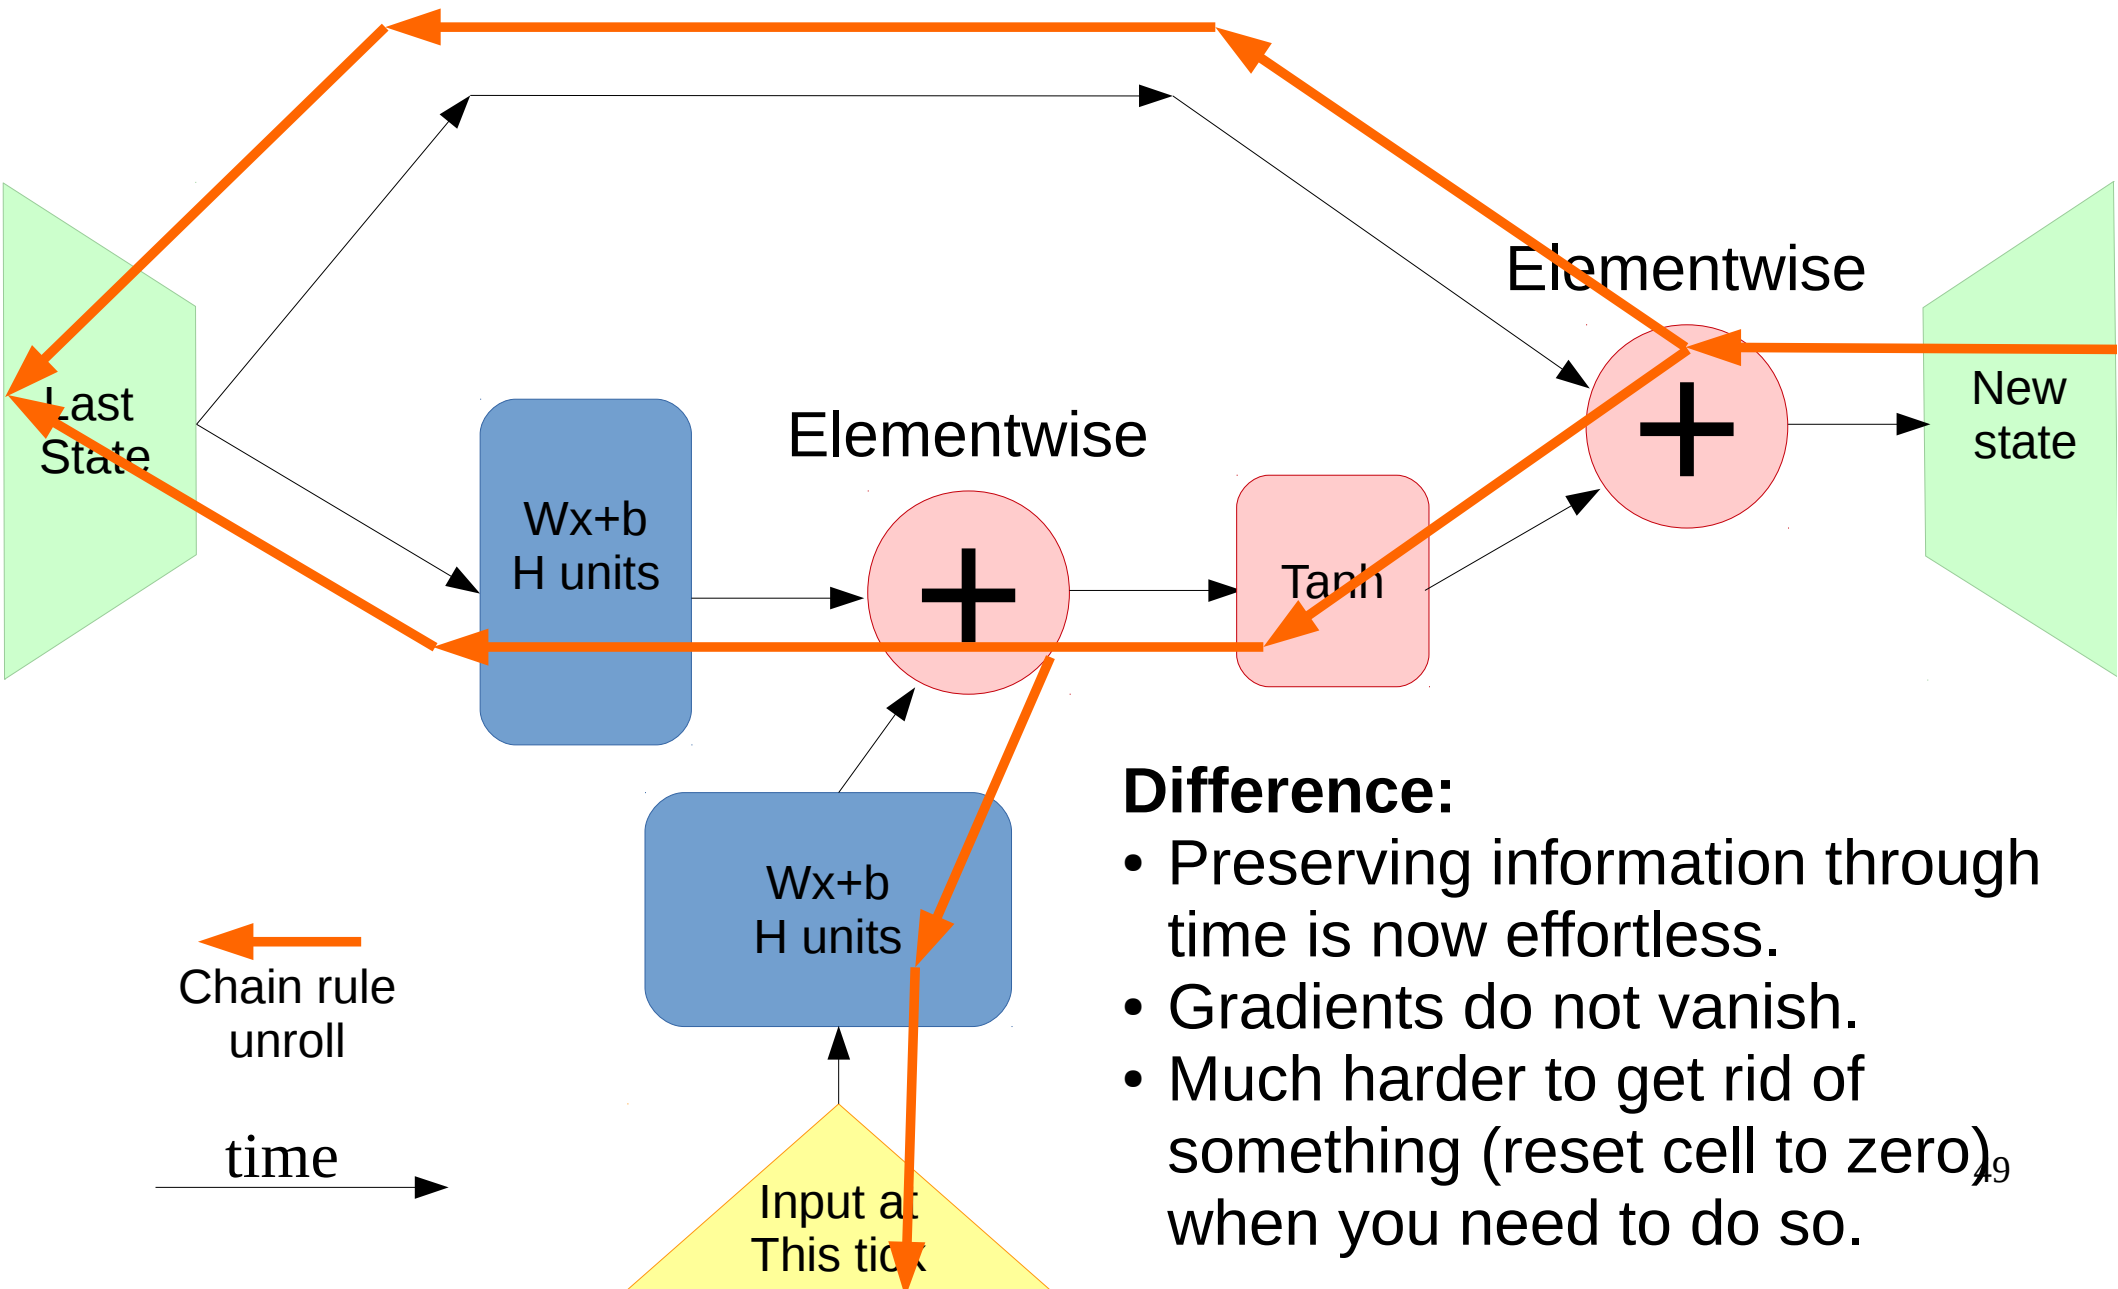 Elementwise
Last
State
New
state
Elementwise
Wx+b
H units
+
+
Tanh
Wx+b
H units
Difference:
• Preserving information through
time is now effortless.
• Gradients do not vanish.
• Much harder to get rid of
something (reset cell to zero)
when you need to do so.
Chain rule
unroll
time
Input at
This tick
49